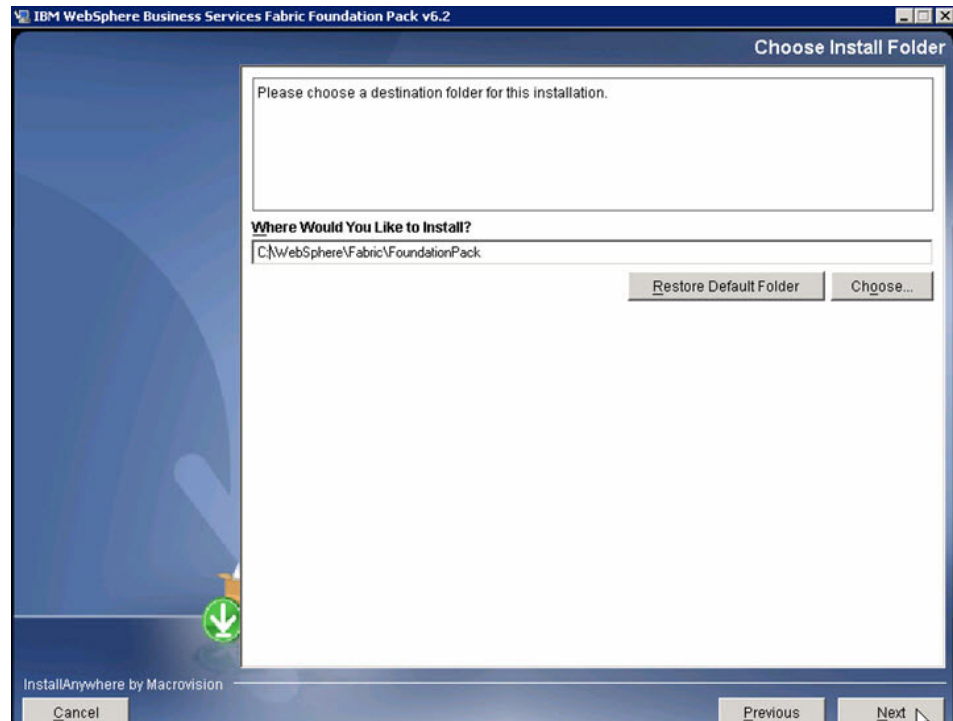 IBM WebSphere Business Services Fabric Foundation Pack v6.2
Choose Install Folder
Please choose a destination folder for this installation.
Where Would You Like to Install?
C:\WebSphere\Fabric\FoundationPack
Restore Default Folder
Choose...
InstallAnywhere by Macrovision
Cancel
Previous
Next